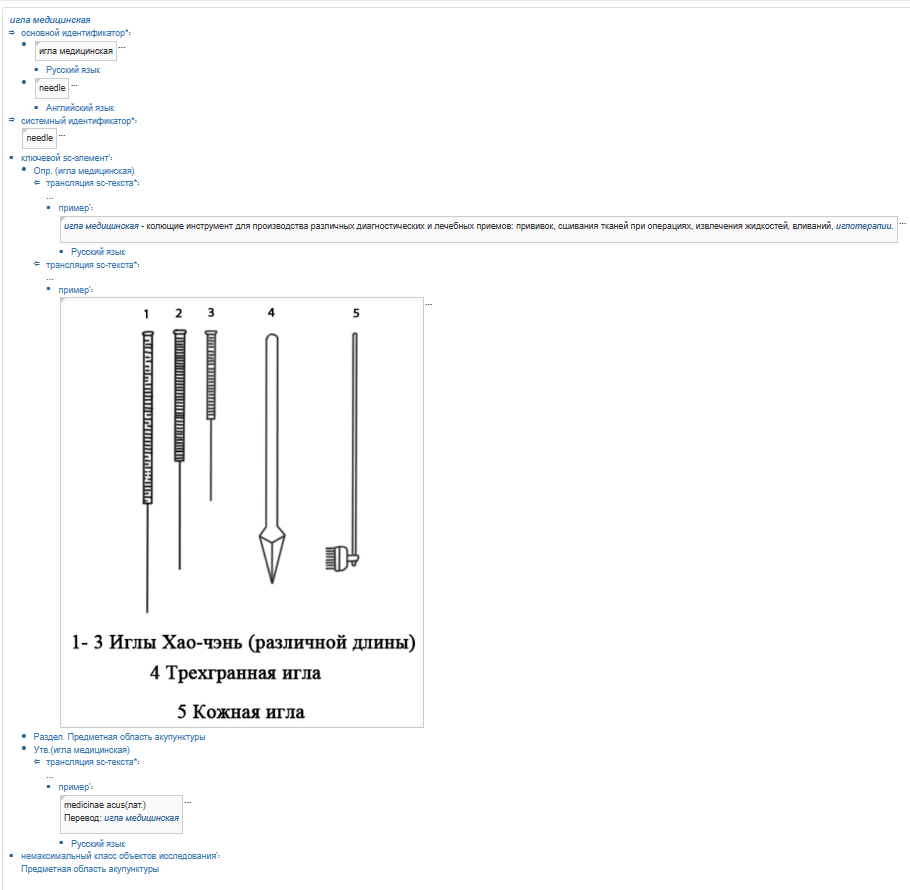 игла медицинская
⇒ основной идентификатор*:
• игла медицинская ...
• Русский язык
• needle ...
• Английский язык
⇒ системный идентификатор*:
needle ...
• ключевой sc-элемент':
• Опр. (игла медицинская)
⇐ трансляция sc-текста*:
...
• пример':
игла медицинская - колющие инструмент для производства различных диагностических и лечебных приемов: прививок, сшивания тканей при операциях, извлечения жидкостей, вливаний, иглотерапии. ...
• Русский язык
⇐ трансляция sc-текста*:
...
• пример':
...
1 2 3 4 5
1- 3 Иглы Хао-чэнь (различной длины)
4 Трехгранная игла
5 Кожная игла
• Раздел. Предметная область акупунктуры
• Утв.(игла медицинская)
⇐ трансляция sc-текста*:
...
• пример':
medicinae acus(лат.) ...
Перевод: игла медицинская
• Русский язык
• немаксимальный класс объектов исследования':
Предметная область акупунктуры